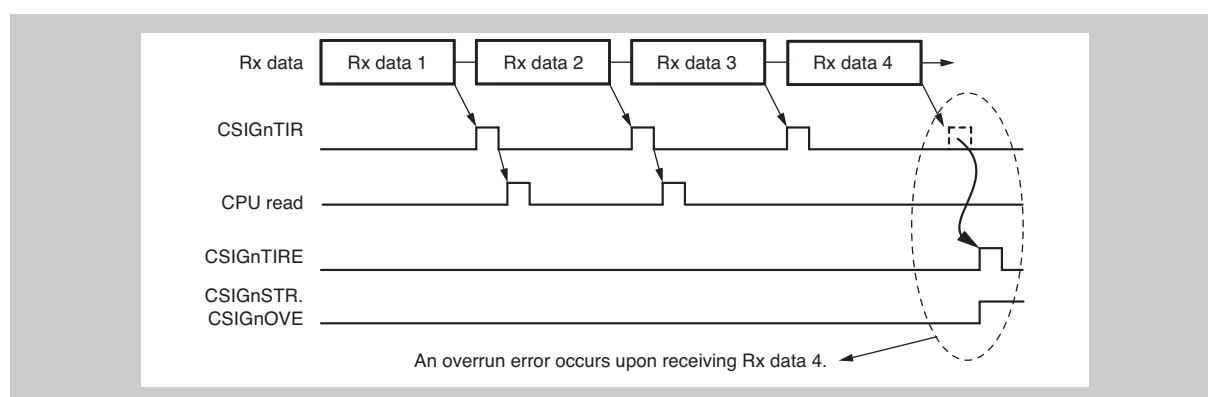 Rx data Rx data 1 Rx data 2 Rx data 3 Rx data 4
CSIGnTIR
CPU read
CSIGnTIRE
CSIGnSTR.
CSIGnOVE
An overrun error occurs upon receiving Rx data 4.